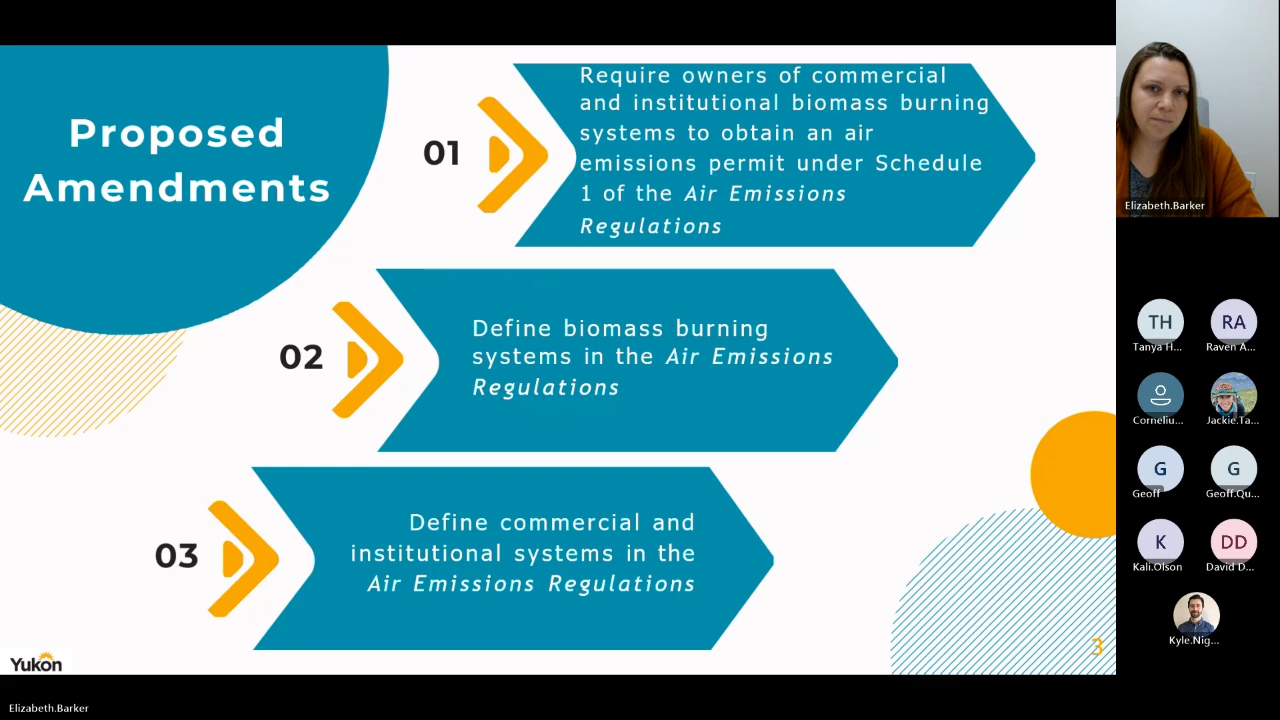 Proposed
Amendments
01
Require owners of commercial
and institutional biomass burning
systems to obtain an air
emissions permit under Schedule
1 of the Air Emissions
Regulations
02
Define biomass burning
systems in the Air Emissions
Regulations
03
Define commercial and
institutional systems in the
Air Emissions Regulations
Yukon
3
Elizabeth.Barker
Elizabeth.Barker
TH
Tanya H...
RA
Raven A...
Corneliu...
Jackie.Ta...
G
Geoff
G
Geoff.Qu...
K
Kali.Olson
DD
David D...
Kyle.Nig...